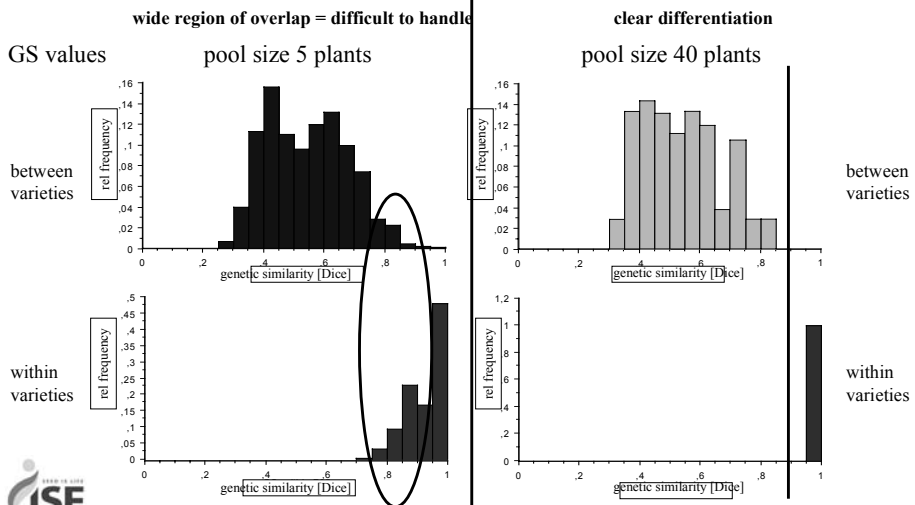 wide region of overlap = difficult to handle
clear differentiation
GS values
pool size 5 plants
pool size 40 plants
between
varieties
rel frequency
,16
,14
,12
,1
,08
,06
,04
,02
0
0 ,2 ,4 ,6 ,8 1
genetic similarity [Dice]
rel frequency
,16
,14
,12
,1
,08
,06
,04
,02
0
0 ,2 ,4 ,6 ,8 1
genetic similarity [Dice]
between
varieties
within
varieties
rel frequency
,5
,45
,4
,35
,3
,25
,2
,15
,1
,05
0
0 ,2 ,4 ,6 ,8 1
genetic similarity [Dice]
rel frequency
1,2
1
,8
,6
,4
,2
0
0 ,2 ,4 ,6 ,8 1
genetic similarity [Dice]
within
varieties
SEED IS LIFE
ISF